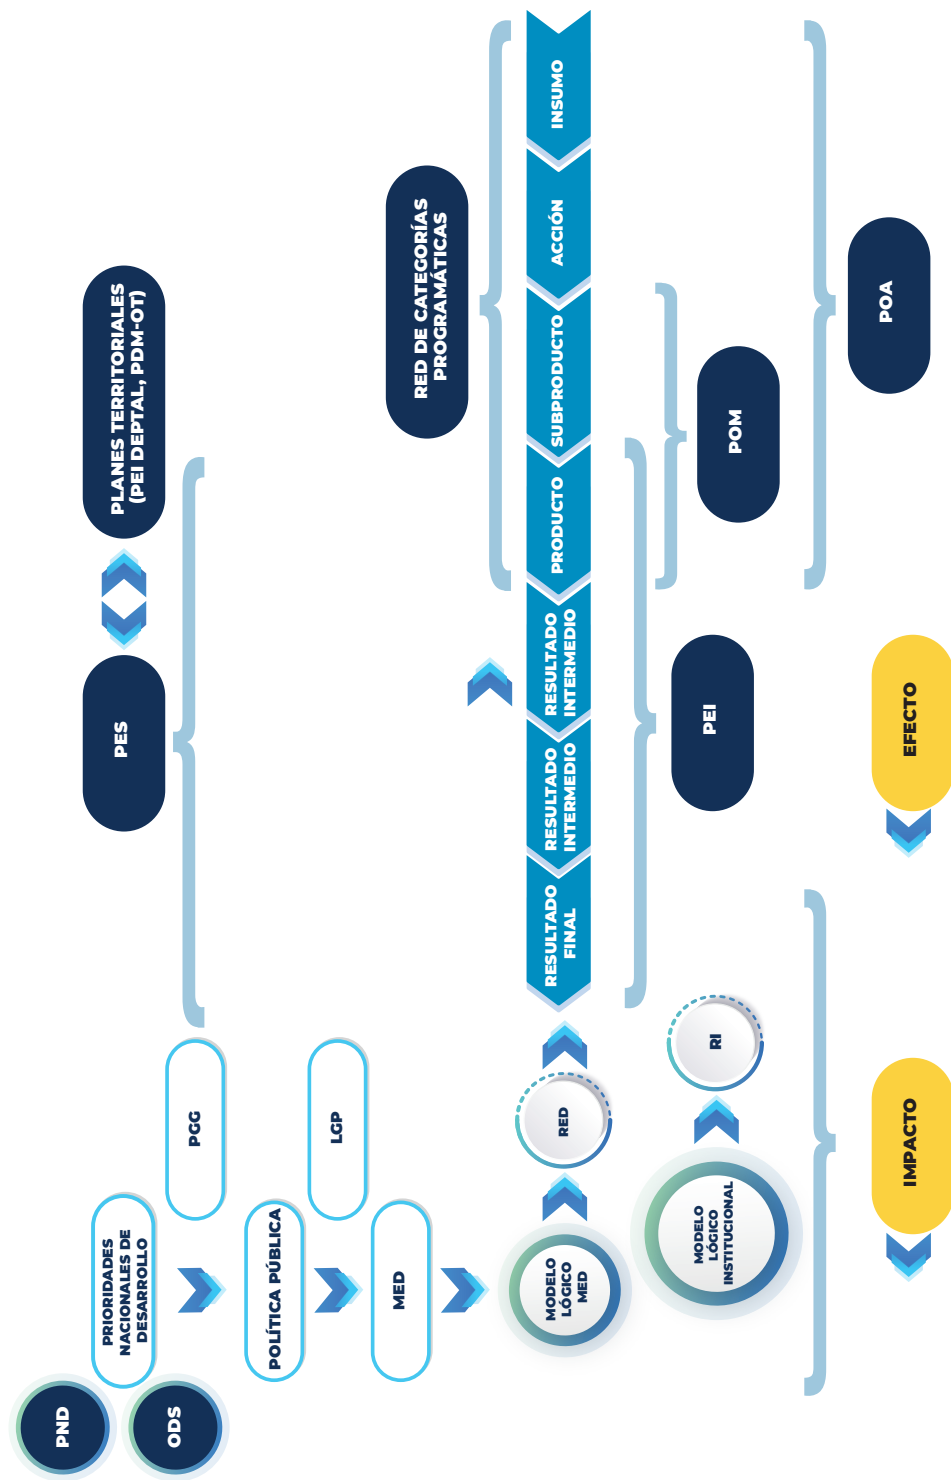 PND
ODS
PRIORIDADES
NACIONALES DE
DESARROLLO
PGG
PES
PLANES TERRITORIALES
(PEI DEPTAL, PDM-OT)
POLÍTICA PÚBLICA
LGP
MED
RED DE CATEGORÍAS
PROGRAMÁTICAS
MODELO
LÓGICO
MED
RED
RESULTADO
FINAL
RESULTADO
INTERMEDIO
RESULTADO
INTERMEDIO
PRODUCTO
SUBPRODUCTO
ACCIÓN
INSUMO
MODELO
LÓGICO
INSTITUCIONAL
RI
PEI
POM
POA
IMPACTO
EFECTO